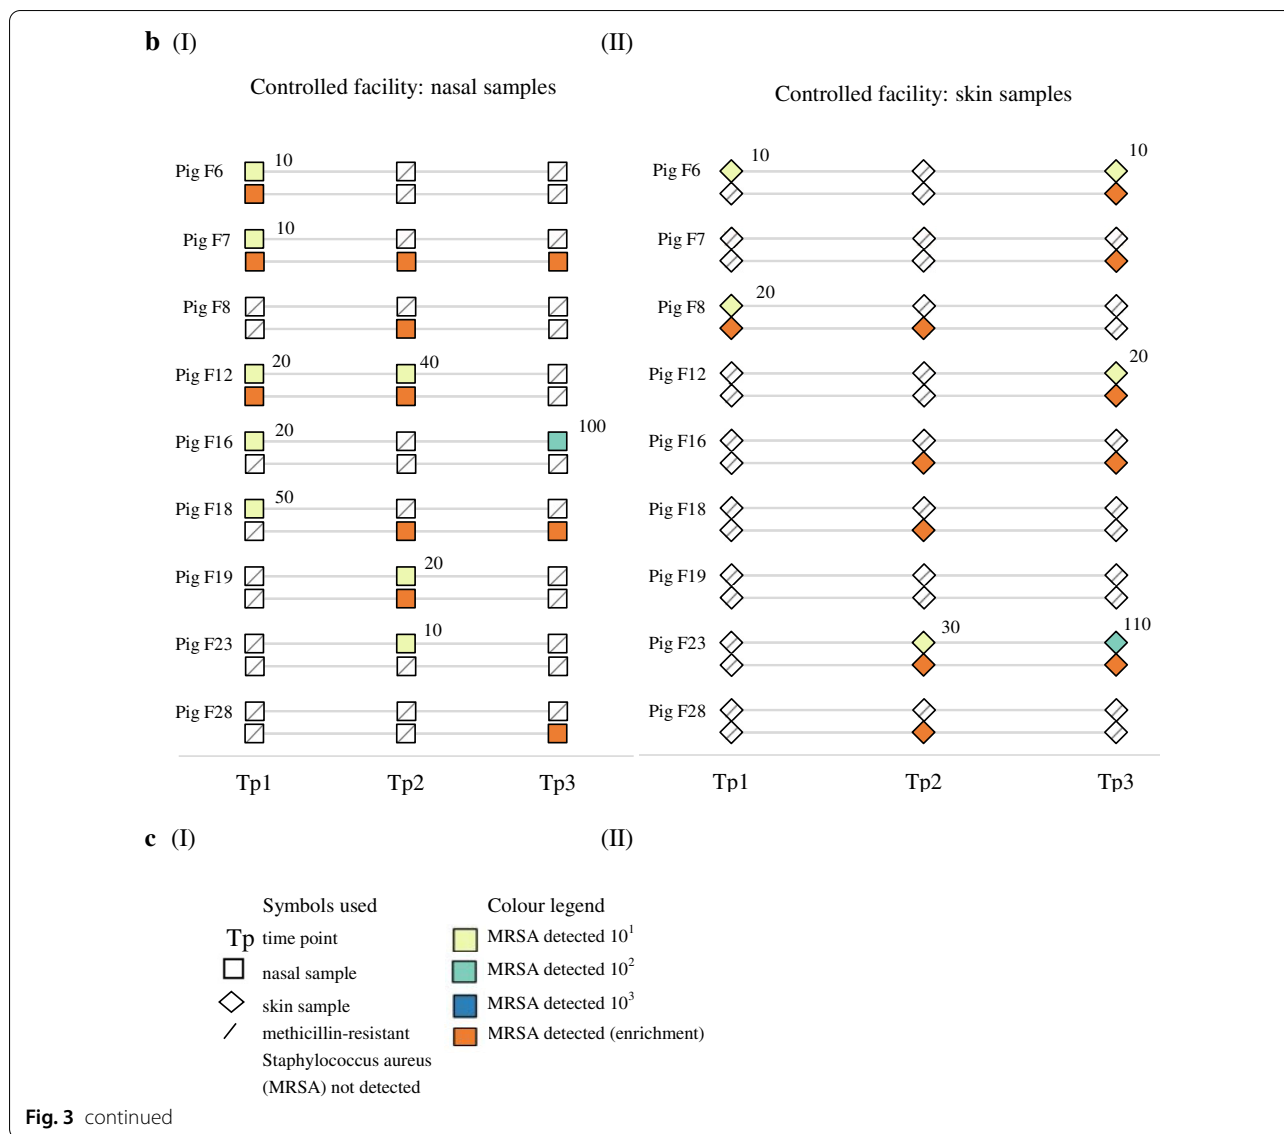 b (I)
(II)
Controlled facility: nasal samples
Pig F6
10
Pig F7
10
Pig F8
Pig F12
20
40
Pig F16
20
100
Pig F18
50
Pig F19
20
Pig F23
10
Pig F28
Tp1 Tp2 Tp3
Controlled facility: skin samples
Pig F6
10
10
Pig F7
Pig F8
20
Pig F12
20
Pig F16
Pig F18
Pig F19
Pig F23
30
110
Pig F28
Tp1 Tp2 Tp3
c (I)
(II)
Symbols used
Tp time point
nasal sample
skin sample
methicillin-resistant
Staphylococcus aureus
(MRSA) not detected
Colour legend
MRSA detected 10¹
MRSA detected 10²
MRSA detected 10³
MRSA detected (enrichment)
Fig. 3 continued